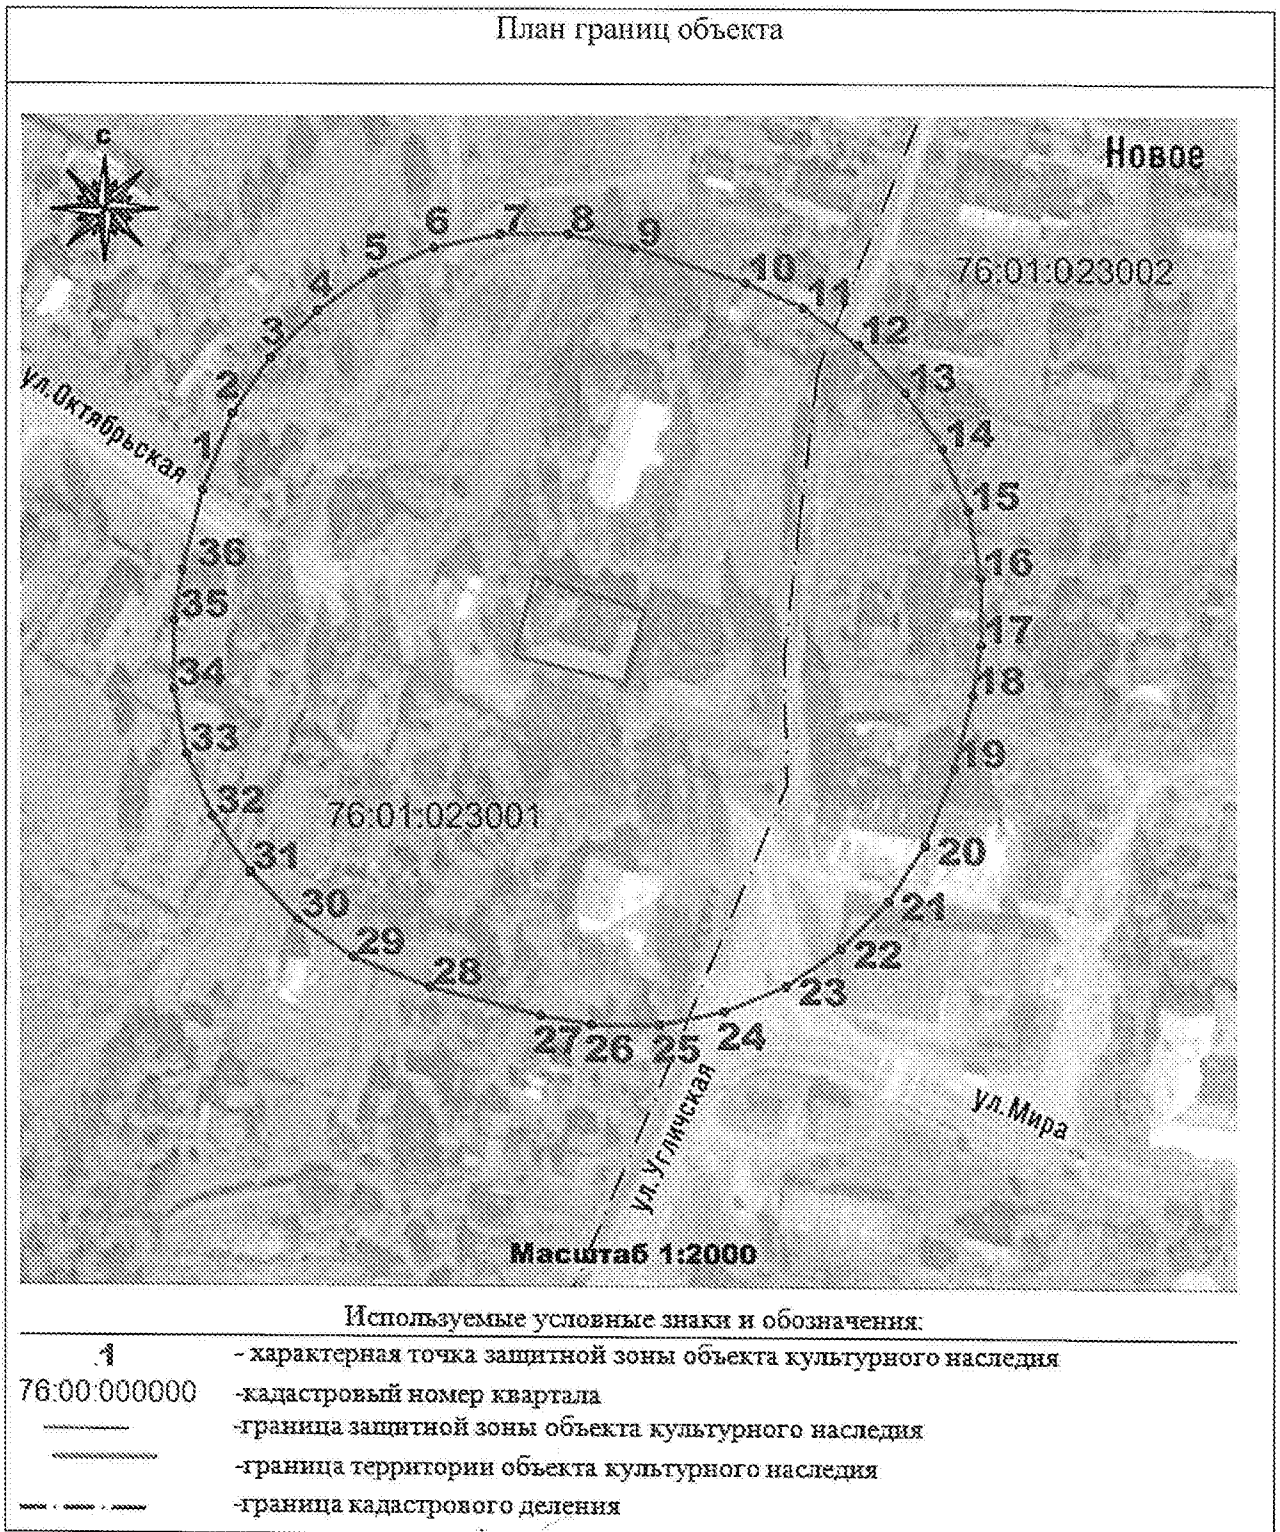 План границ объекта
С
Новое
76:01:023002
ул.Октябрьская
1
2
3
4
5
6
7
8
9
10
11
12
13
14
15
16
17
18
19
20
21
22
23
24
25
26
27
28
29
30
31
32
33
34
35
36
76:01:023001
ул.Угличская
ул.Мира
Масштаб 1:2000
Используемые условные знаки и обозначения:
.1 - характерная точка защитной зоны объекта культурного наследия
76:00:000000 -кадастровый номер квартала
-граница защитной зоны объекта культурного наследия
-граница территории объекта культурного наследия
-граница кадастрового деления